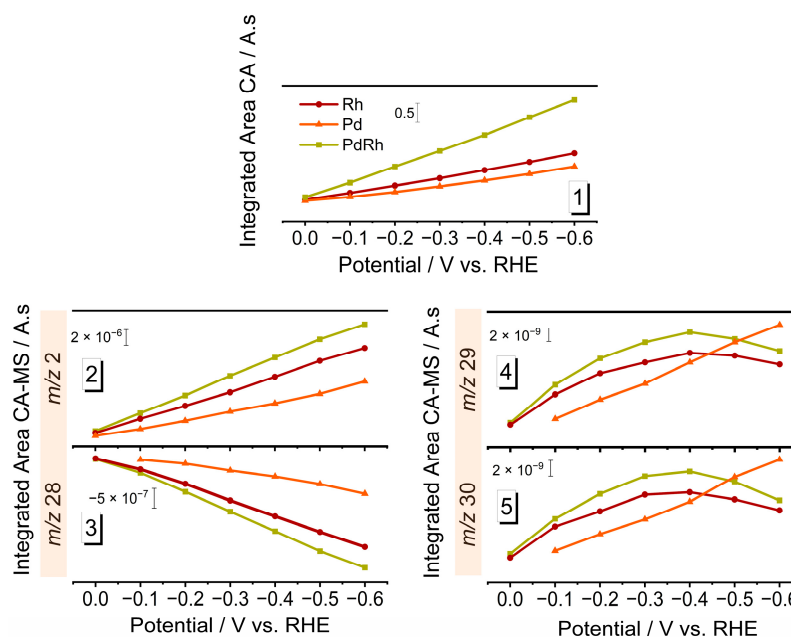 Integrated Area CA / A.s
Rh
Pd
PdRh
0.5
1
0.0 −0.1 −0.2 −0.3 −0.4 −0.5 −0.6
Potential / V vs. RHE
Integrated Area CA-MS / A.s
m/z 2
2 × 10⁻⁶
2
m/z 28
−5 × 10⁻⁷
3
0.0 −0.1 −0.2 −0.3 −0.4 −0.5 −0.6
Potential / V vs. RHE
Integrated Area CA-MS / A.s
m/z 29
2 × 10⁻⁹
4
m/z 30
2 × 10⁻⁹
5
0.0 −0.1 −0.2 −0.3 −0.4 −0.5 −0.6
Potential / V vs. RHE